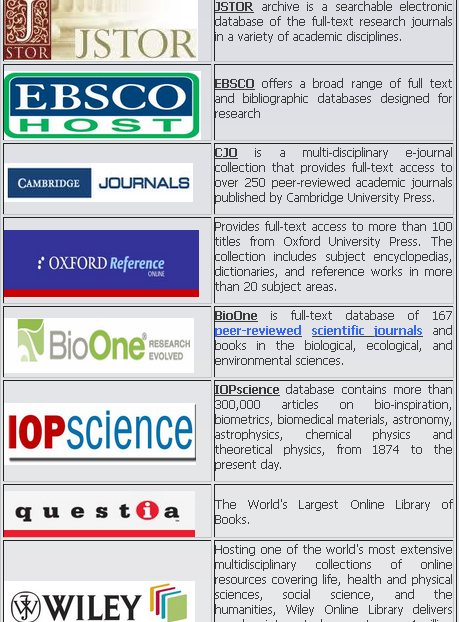 JSTOR
STOR
JSTOR archive is a searchable electronic
database of the full-text research journals
in a variety of academic disciplines.
EBSCO
HOST
EBSCO offers a broad range of full text
and bibliographic databases designed for
research
CAMBRIDGE JOURNALS
CJO is a multi-disciplinary e-journal
collection that provides full-text access to
over 250 peer-reviewed academic journals
published by Cambridge University Press.
OXFORD Reference
ONLINE
Provides full-text access to more than 100
titles from Oxford University Press. The
collection includes subject encyclopedias,
dictionaries, and reference works in more
than 20 subject areas.
BioOne® RESEARCH
EVOLVED
BioOne is full-text database of 167
peer-reviewed scientific journals and
books in the biological, ecological, and
environmental sciences.
IOPscience
IOPscience database contains more than
300,000 articles on bio-inspiration,
biometrics, biomedical materials, astronomy,
astrophysics, chemical physics and
theoretical physics, from 1874 to the
present day.
questia
The World's Largest Online Library of
Books.
WILEY
Hosting one of the world's most extensive
multidisciplinary collections of online
resources covering life, health and physical
sciences, social science, and the
humanities, Wiley Online Library delivers